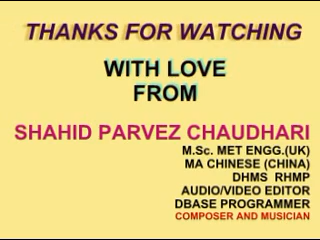 THANKS FOR WATCHING
WITH LOVE
FROM
SHAHID PARVEZ CHAUDHARI
M.Sc. MET ENGG.(UK)
MA CHINESE (CHINA)
DHMS RHMP
AUDIO/VIDEO EDITOR
DBASE PROGRAMMER
COMPOSER AND MUSICIAN